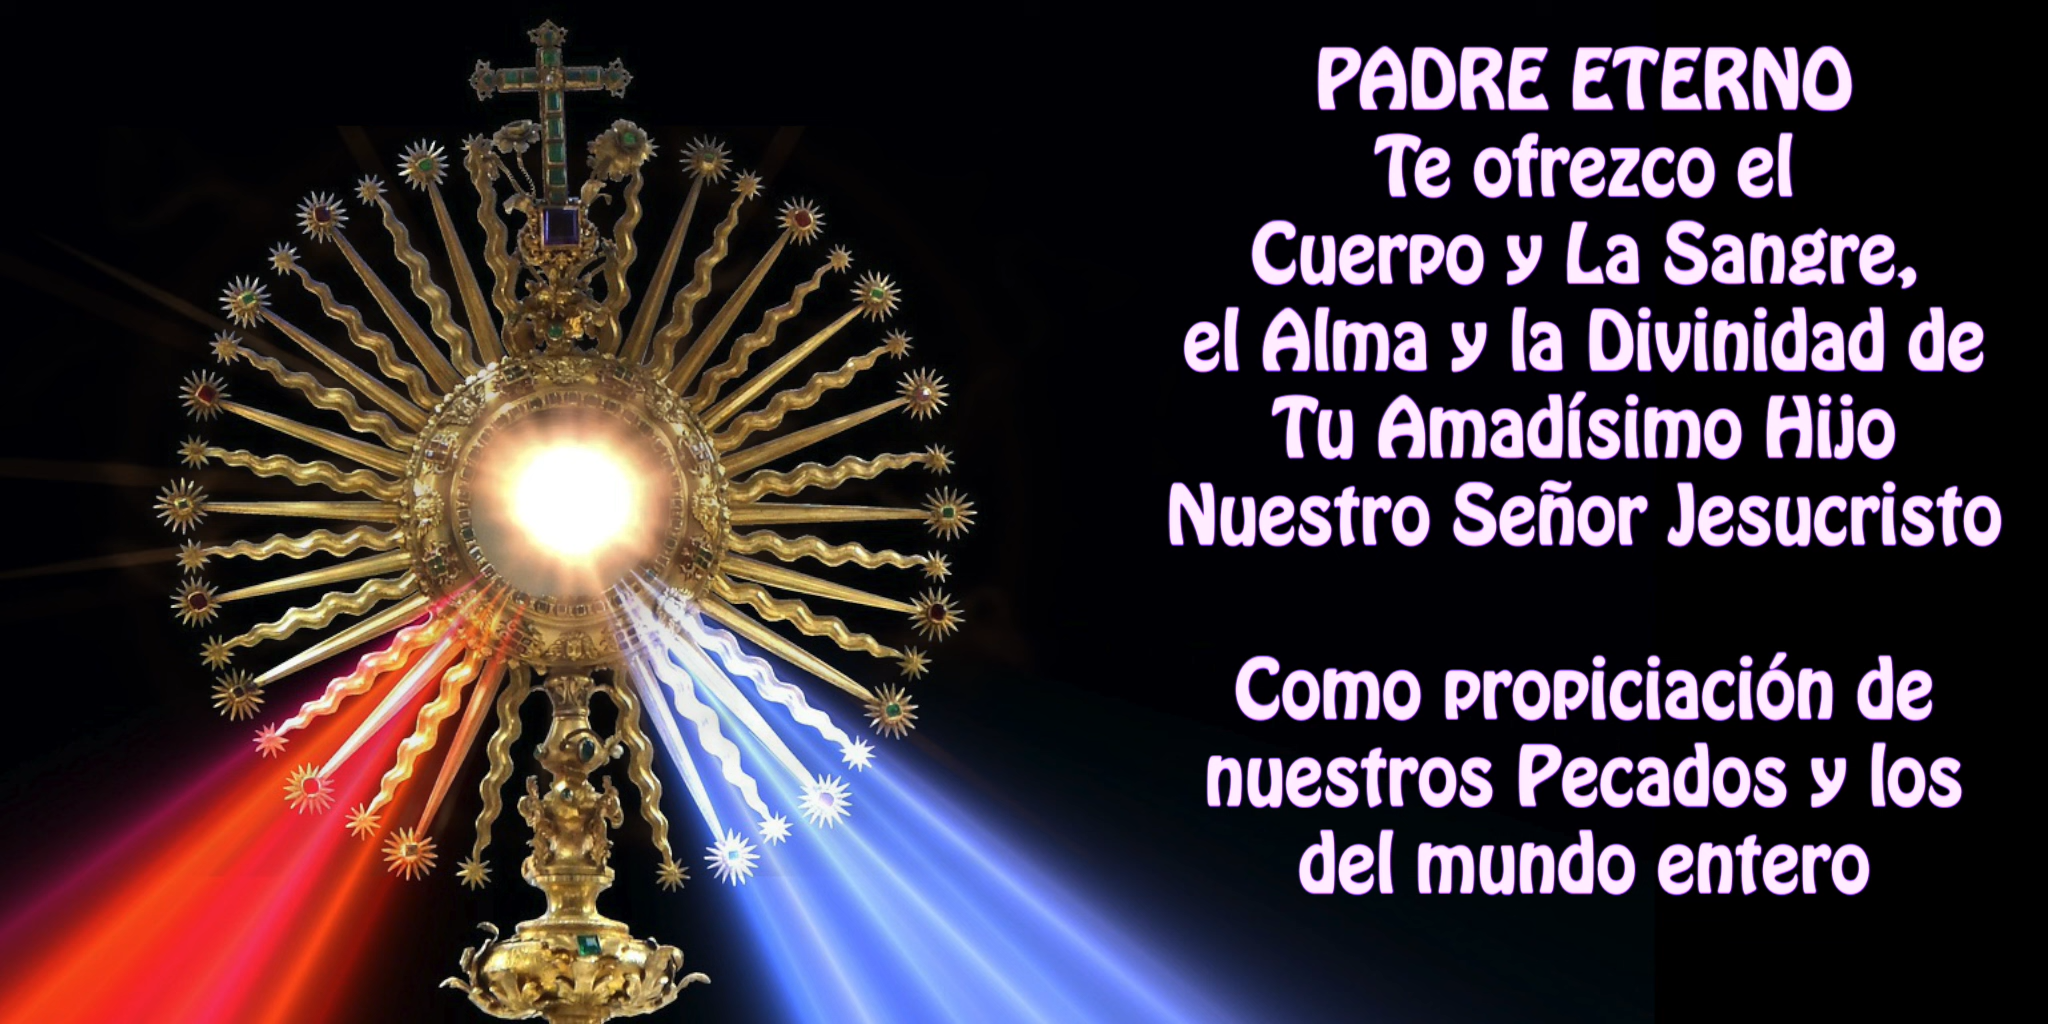 PADRE ETERNO
Te ofrezco el
Cuerpo y La Sangre,
el Alma y la Divinidad de
Tu Amadísimo Hijo
Nuestro Señor Jesucristo
Como propiciación de
nuestros Pecados y los
del mundo entero